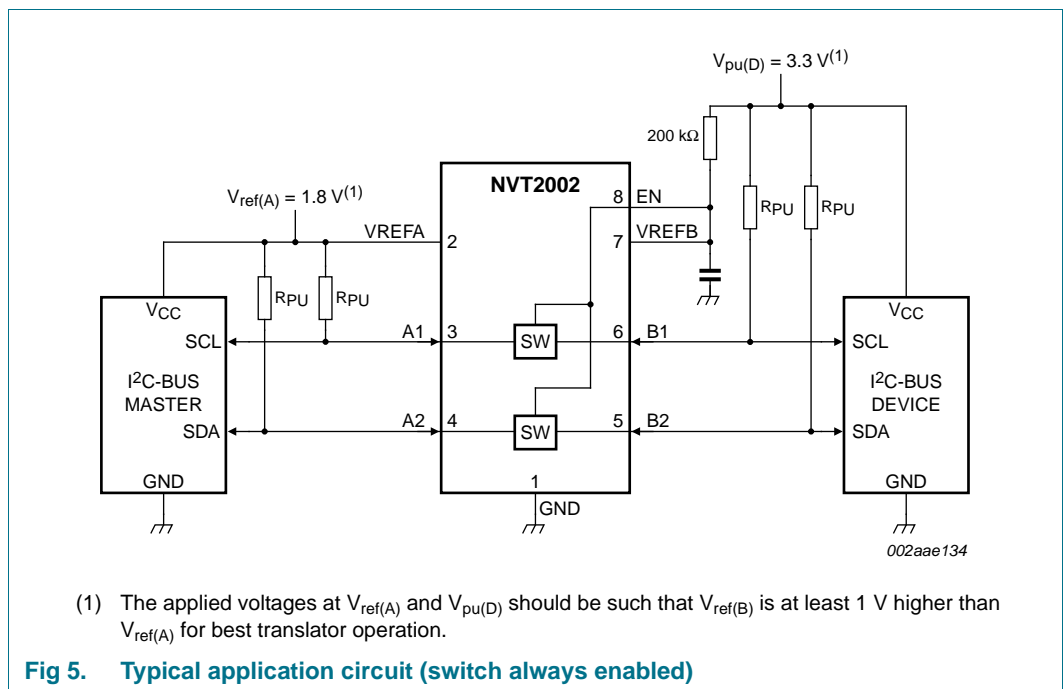 Vpu(D) = 3.3 V(1)
200 kΩ
NVT2002
Vref(A) = 1.8 V(1)
8 EN
RPU RPU
VREFA 2
7 VREFB
RPU RPU
VCC
VCC
SCL A1 3 SW 6 B1 SCL
I2C-BUS
MASTER
I2C-BUS
DEVICE
SDA A2 4 SW 5 B2 SDA
GND
1
GND
GND
002aae134
(1) The applied voltages at Vref(A) and Vpu(D) should be such that Vref(B) is at least 1 V higher than
Vref(A) for best translator operation.
Fig 5. Typical application circuit (switch always enabled)